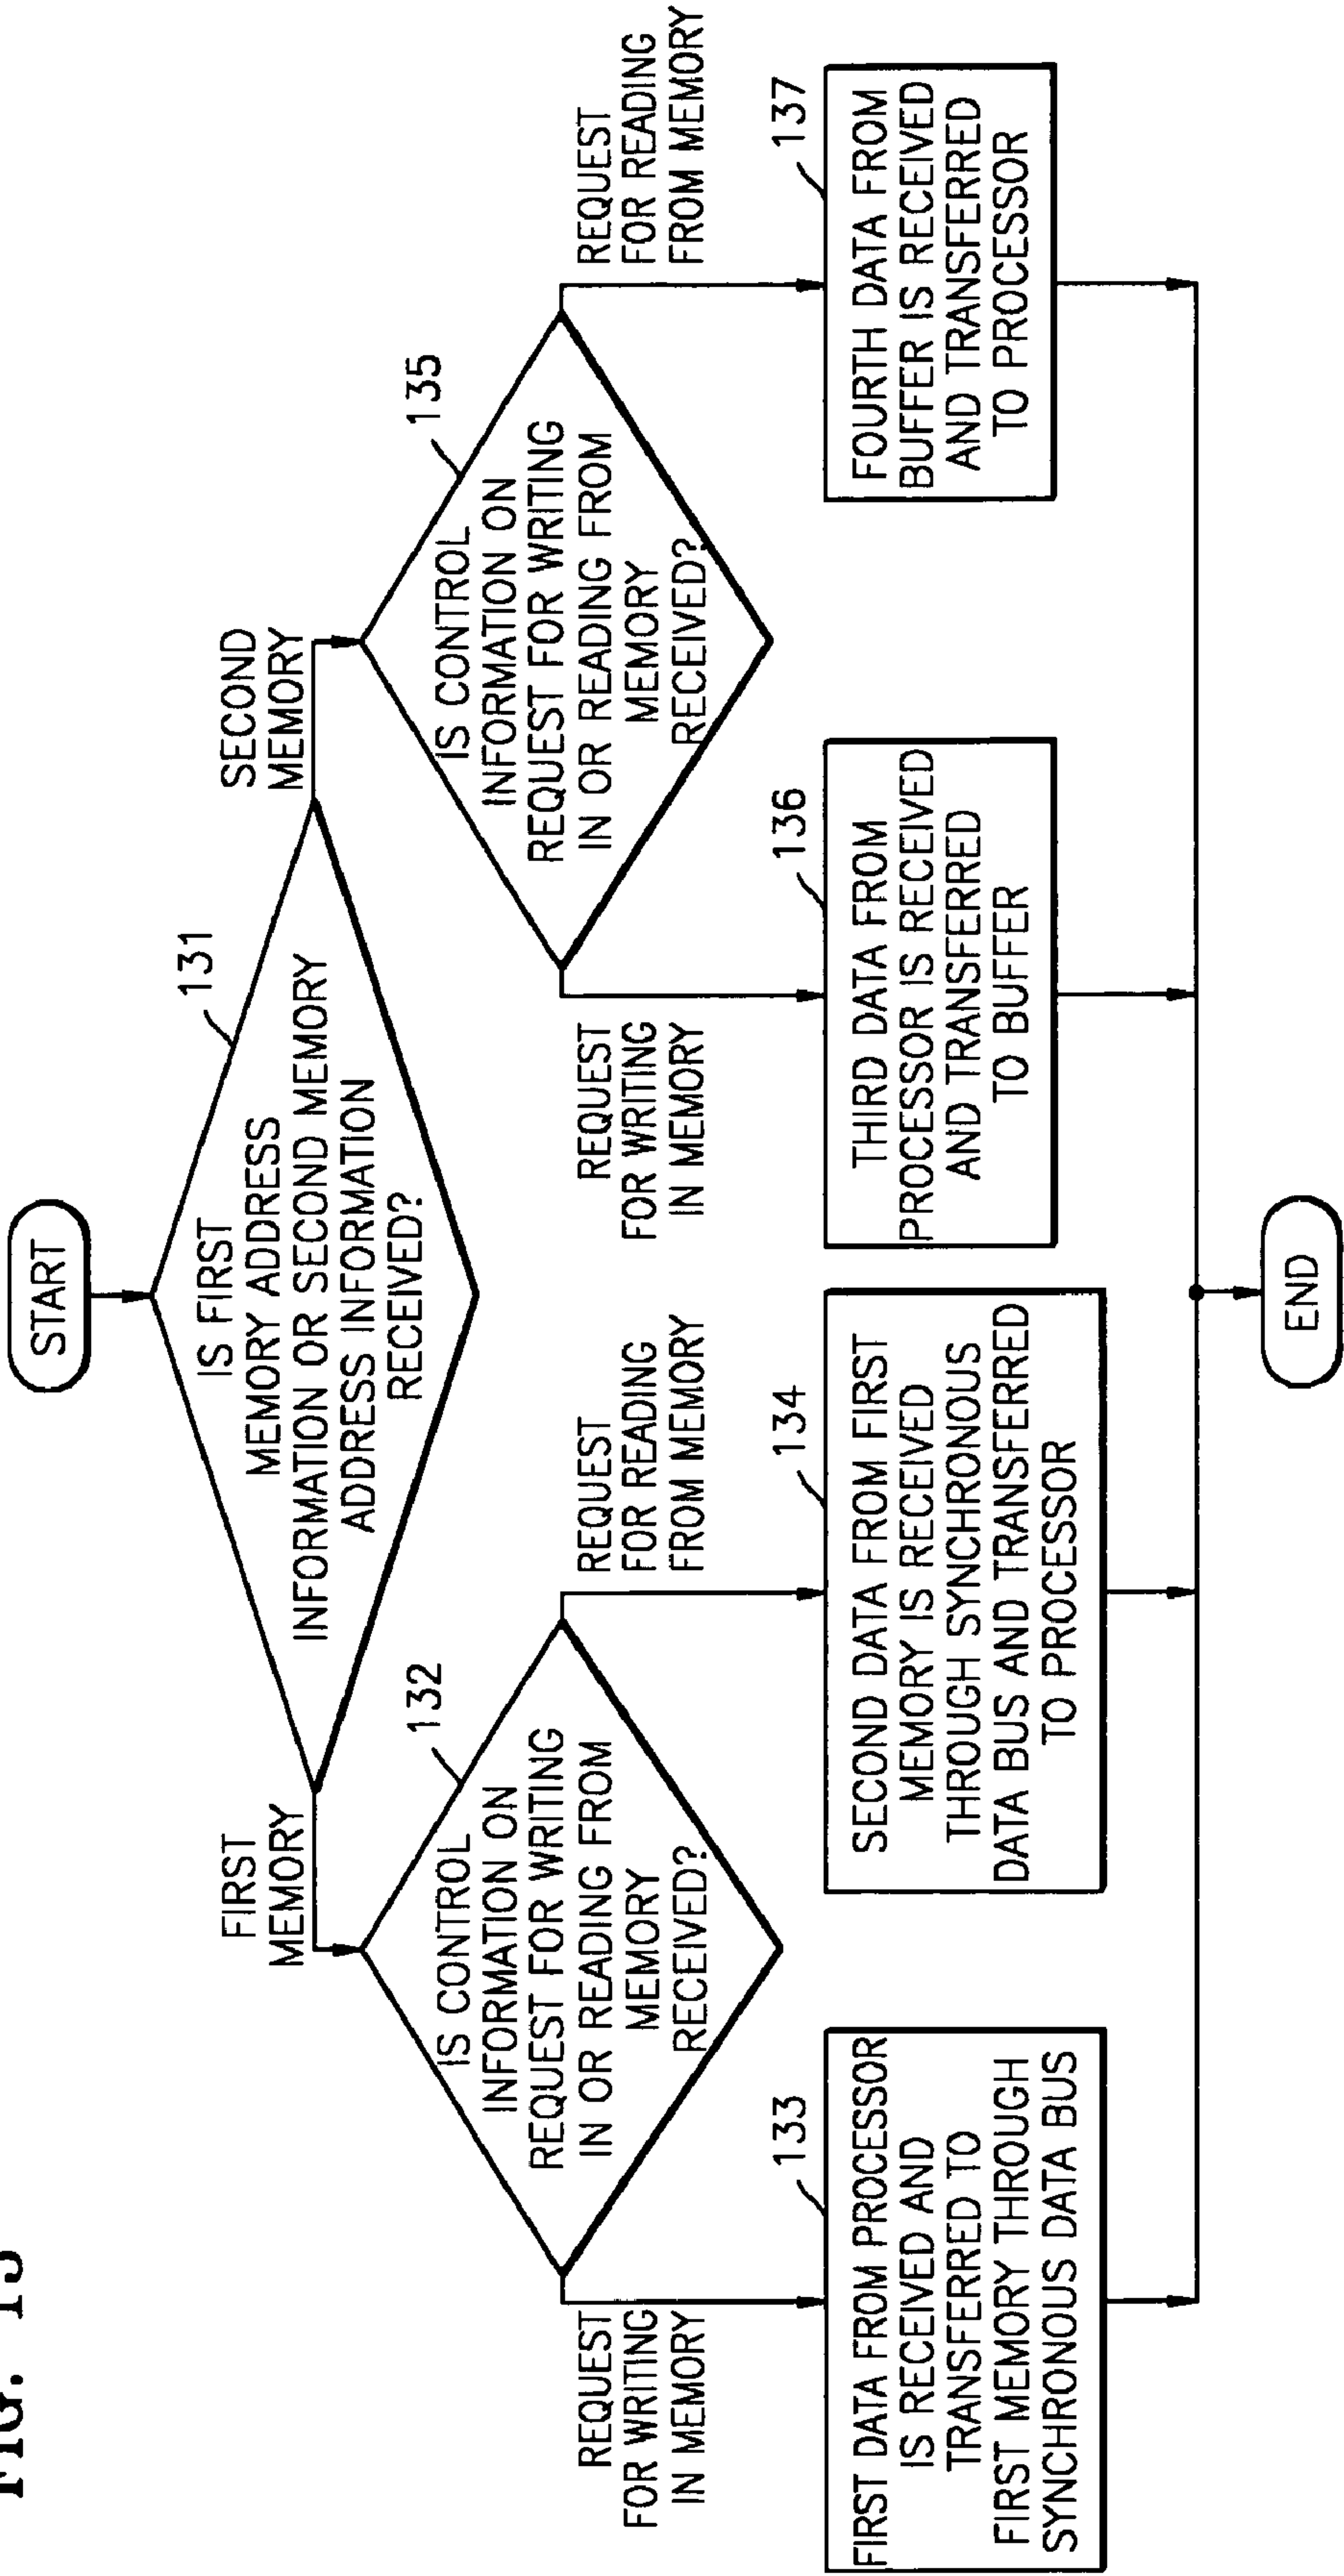 FIG. 13
START
131
IS FIRST
MEMORY ADDRESS
INFORMATION OR SECOND MEMORY
ADDRESS INFORMATION
RECEIVED?
FIRST
MEMORY
SECOND
MEMORY
132
IS CONTROL
INFORMATION ON
REQUEST FOR WRITING
IN OR READING FROM
MEMORY
RECEIVED?
135
IS CONTROL
INFORMATION ON
REQUEST FOR WRITING
IN OR READING FROM
MEMORY
RECEIVED?
REQUEST
FOR WRITING
IN MEMORY
REQUEST
FOR READING
FROM MEMORY
REQUEST
FOR WRITING
IN MEMORY
REQUEST
FOR READING
FROM MEMORY
133
FIRST DATA FROM PROCESSOR
IS RECEIVED AND
TRANSFERRED TO
FIRST MEMORY THROUGH
SYNCHRONOUS DATA BUS
134
SECOND DATA FROM FIRST
MEMORY IS RECEIVED
THROUGH SYNCHRONOUS
DATA BUS AND TRANSFERRED
TO PROCESSOR
136
THIRD DATA FROM
PROCESSOR IS RECEIVED
AND TRANSFERRED
TO BUFFER
137
FOURTH DATA FROM
BUFFER IS RECEIVED
AND TRANSFERRED
TO PROCESSOR
END